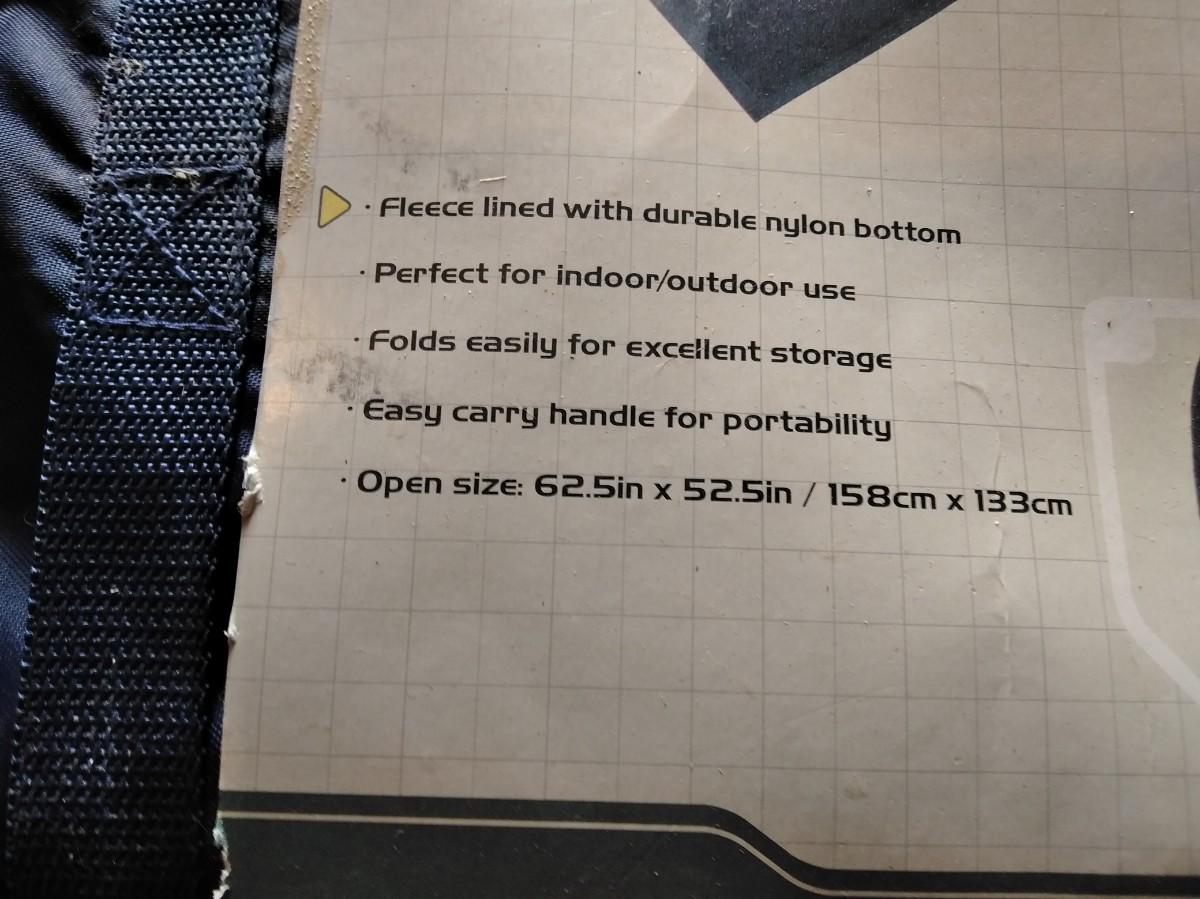 · Fleece lined with durable nylon bottom
· Perfect for indoor/outdoor use
· Folds easily for excellent storage
· Easy carry handle for portability
· Open size: 62.5in x 52.5in / 158cm x 133cm